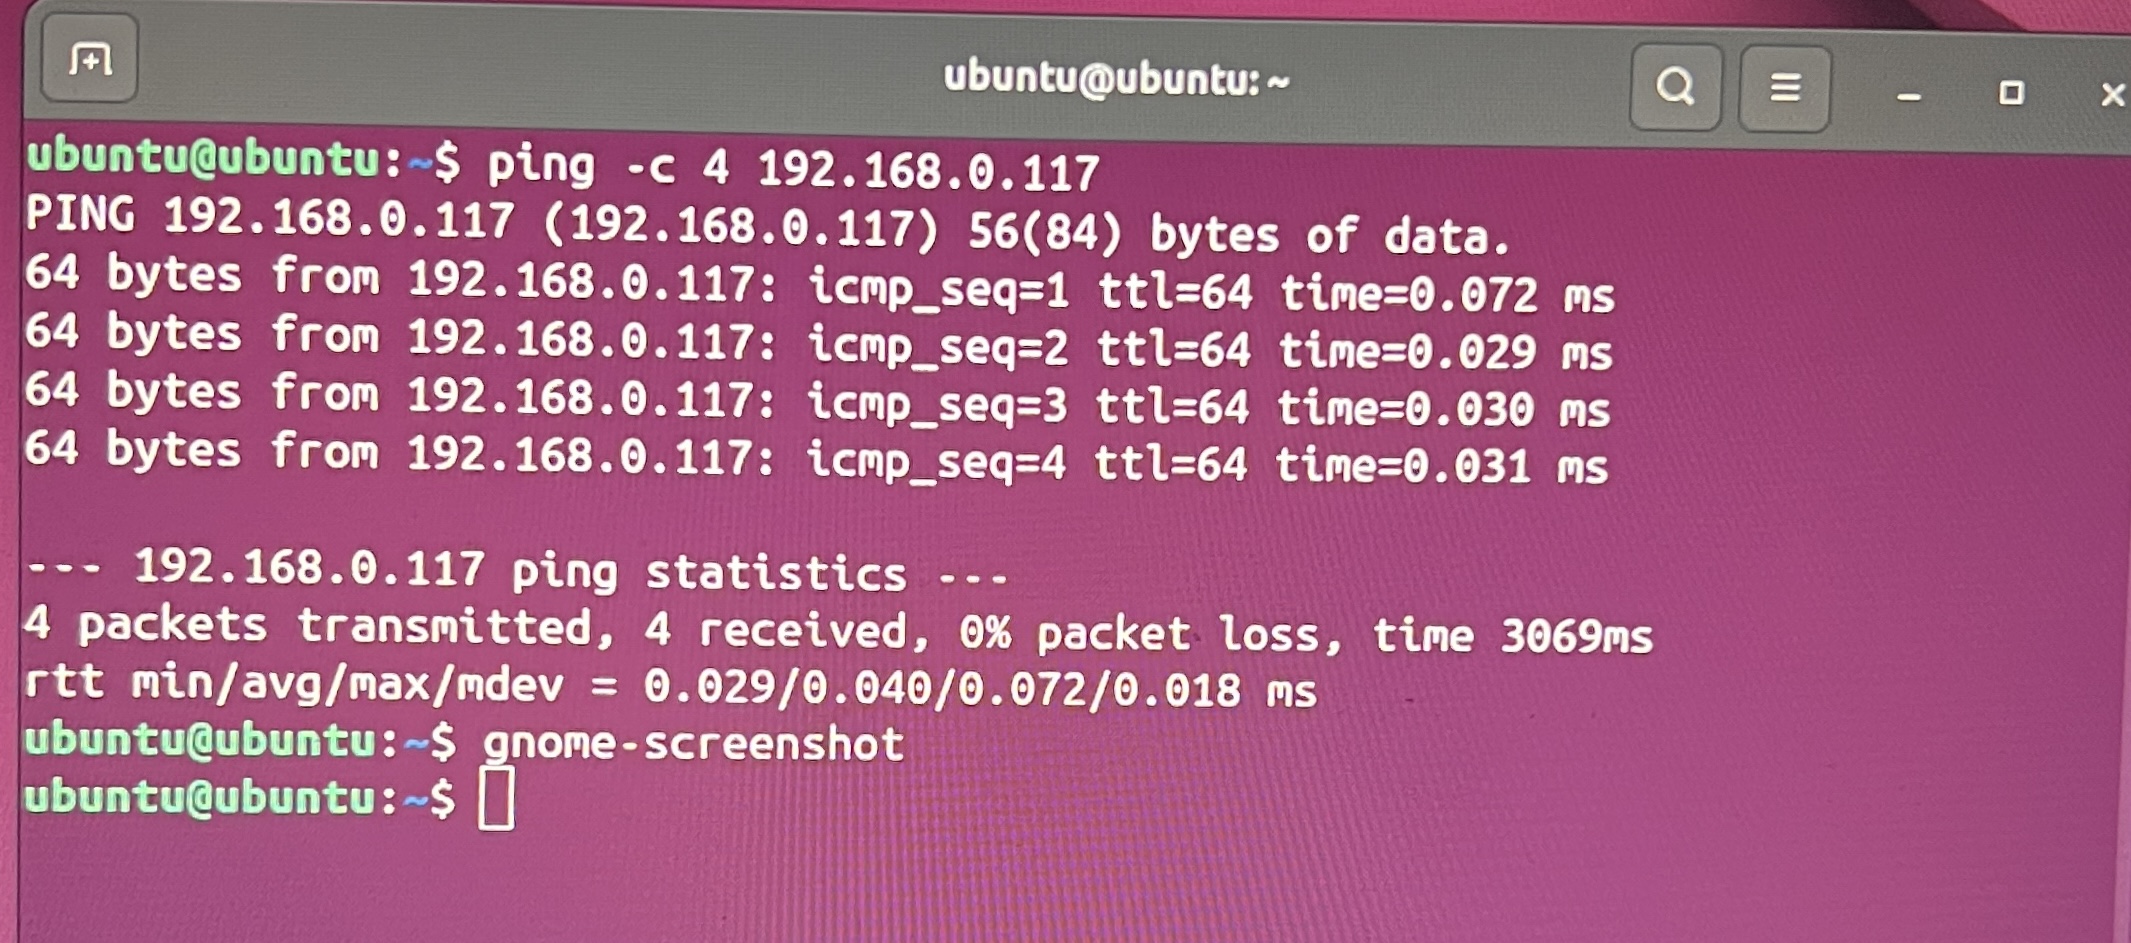 ubuntu@ubuntu: ~
ubuntu@ubuntu:~$ ping -c 4 192.168.0.117
PING 192.168.0.117 (192.168.0.117) 56(84) bytes of data.
64 bytes from 192.168.0.117: icmp_seq=1 ttl=64 time=0.072 ms
64 bytes from 192.168.0.117: icmp_seq=2 ttl=64 time=0.029 ms
64 bytes from 192.168.0.117: icmp_seq=3 ttl=64 time=0.030 ms
64 bytes from 192.168.0.117: icmp_seq=4 ttl=64 time=0.031 ms
--- 192.168.0.117 ping statistics ---
4 packets transmitted, 4 received, 0% packet loss, time 3069ms
rtt min/avg/max/mdev = 0.029/0.040/0.072/0.018 ms
ubuntu@ubuntu:~$ gnome-screenshot
ubuntu@ubuntu:~$